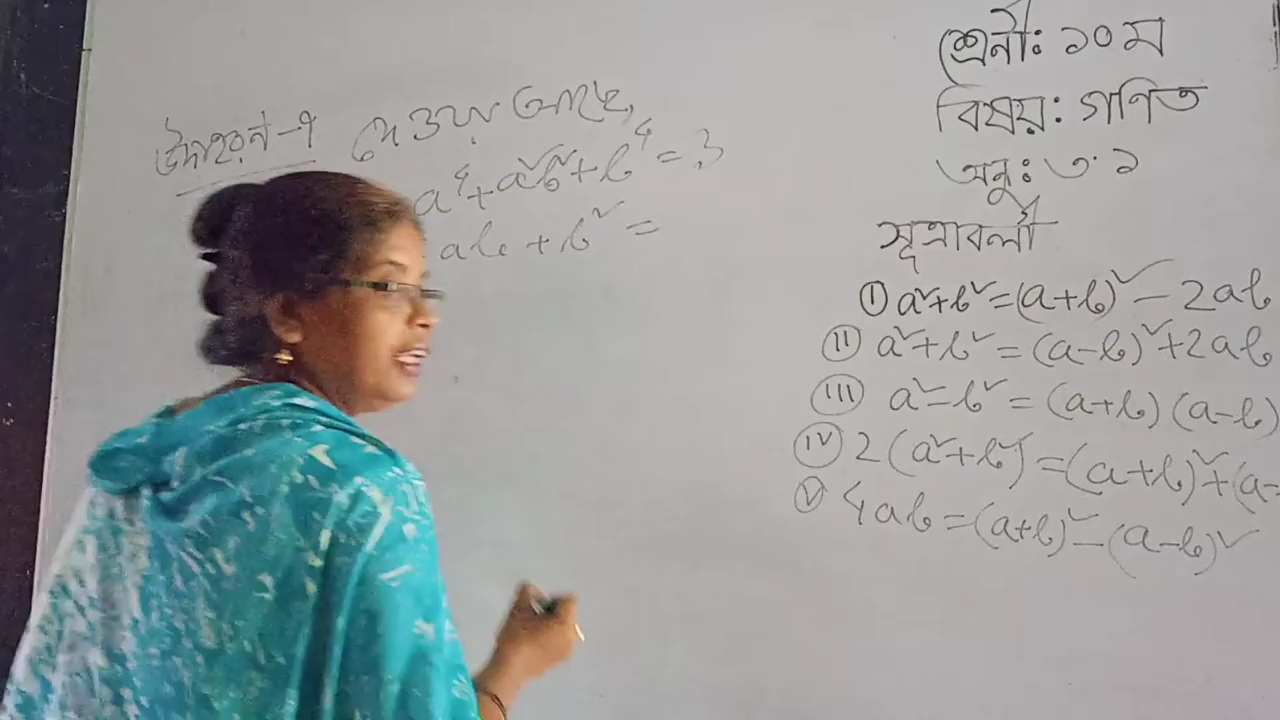 উদাহরণ-৭ দেওয়া আছে,
a⁴+a²b²+b⁴=3
ab+b²=
শ্রেনী: ১০ম
বিষয়: গণিত
অনু: ৩.১
সূত্রাবলী
(I) a²+b²=(a+b)²-2ab
(II) a²+b²=(a-b)²+2ab
(III) a²-b²=(a+b)(a-b)
(IV) 2(a²+b²)=(a+b)²+(a-
(V) 4ab=(a+b)²-(a-b)²